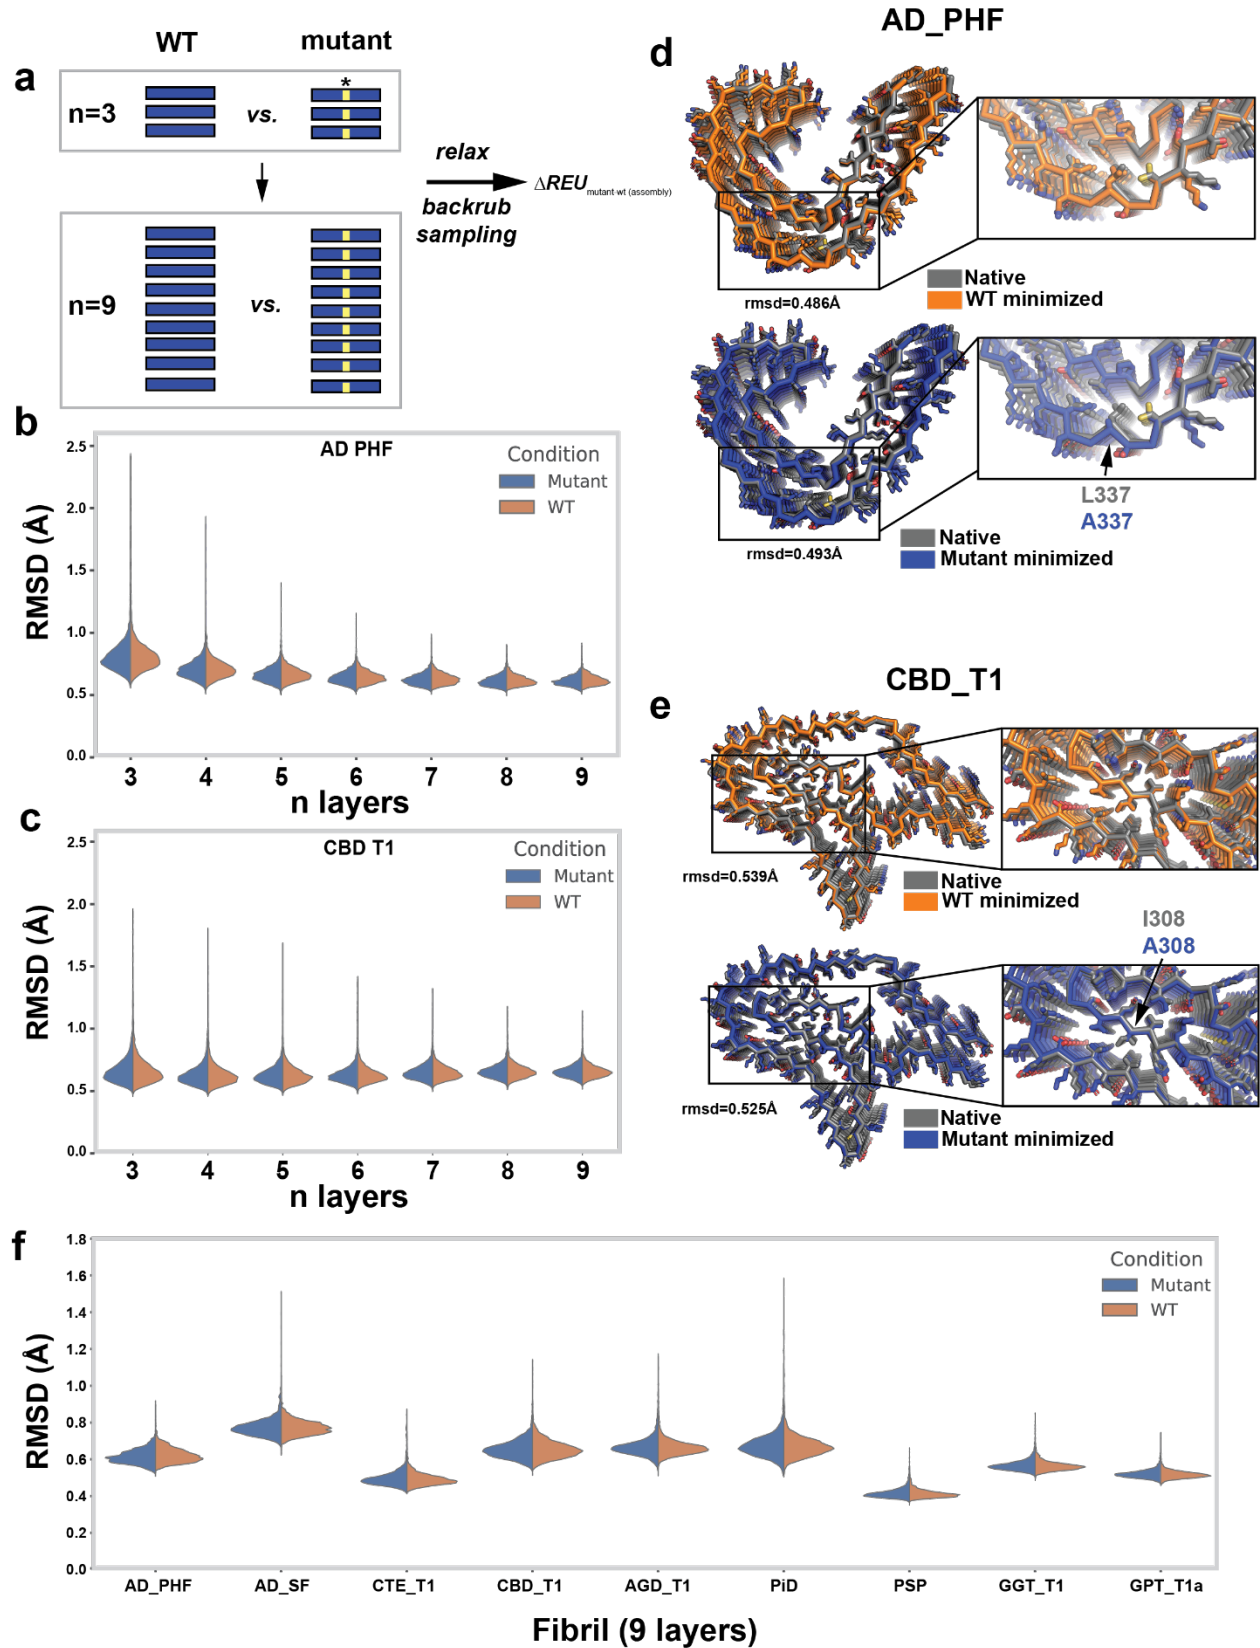 a
WT
mutant
*
n=3
vs.
n=9
vs.
relax
backrub
sampling
ΔREU mutant-wt (assembly)
b
AD PHF
Condition
Mutant
WT
RMSD (Å)
2.5
2.0
1.5
1.0
0.5
0.0
3 4 5 6 7 8 9
n layers
c
CBD T1
Condition
Mutant
WT
RMSD (Å)
2.5
2.0
1.5
1.0
0.5
0.0
3 4 5 6 7 8 9
n layers
d
AD_PHF
rmsd=0.486Å
Native
WT minimized
L337
A337
rmsd=0.493Å
Native
Mutant minimized
e
CBD_T1
rmsd=0.539Å
Native
WT minimized
I308
A308
rmsd=0.525Å
Native
Mutant minimized
f
Condition
Mutant
WT
RMSD (Å)
1.8
1.6
1.4
1.2
1.0
0.8
0.6
0.4
0.2
0.0
AD_PHF AD_SF CTE_T1 CBD_T1 AGD_T1 PiD PSP GGT_T1 GPT_T1a
Fibril (9 layers)